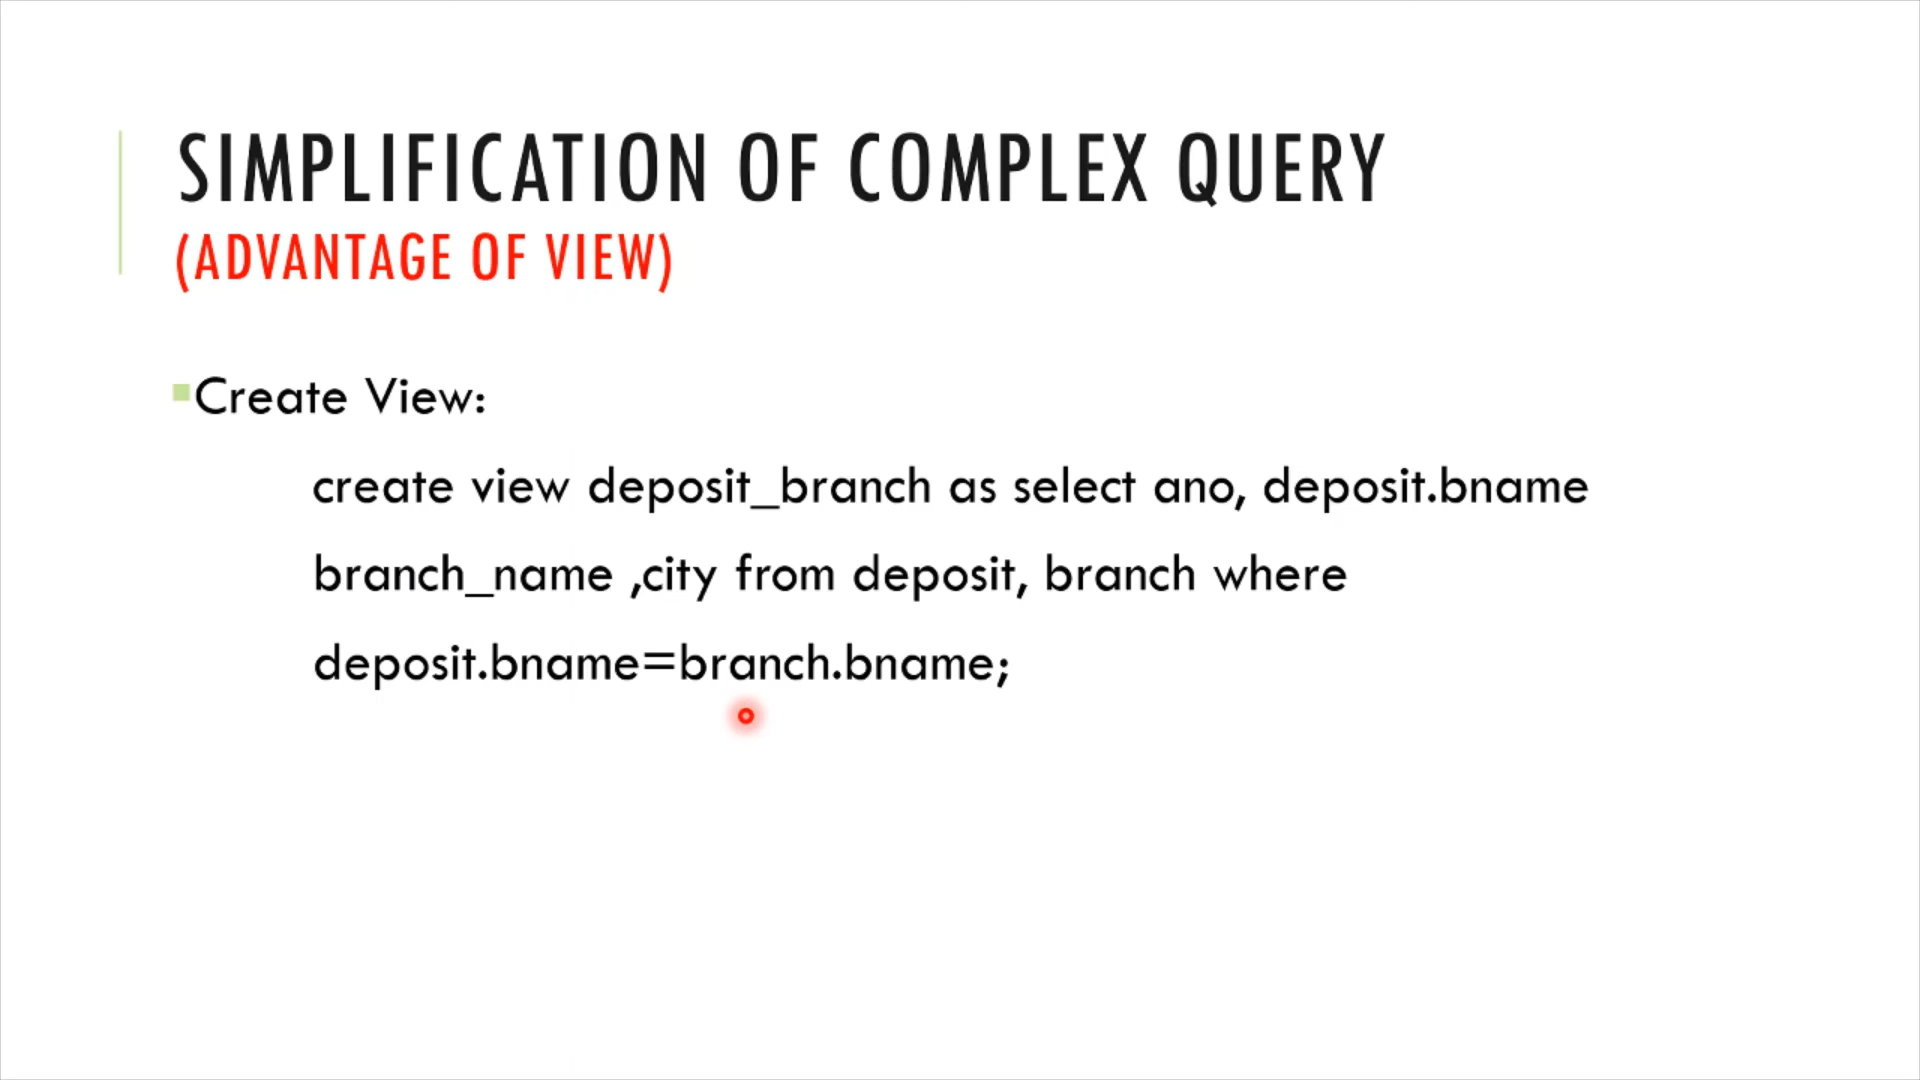 SIMPLIFICATION OF COMPLEX QUERY
(ADVANTAGE OF VIEW)
Create View:
create view deposit_branch as select ano, deposit.bname
branch_name ,city from deposit, branch where
deposit.bname=branch.bname;